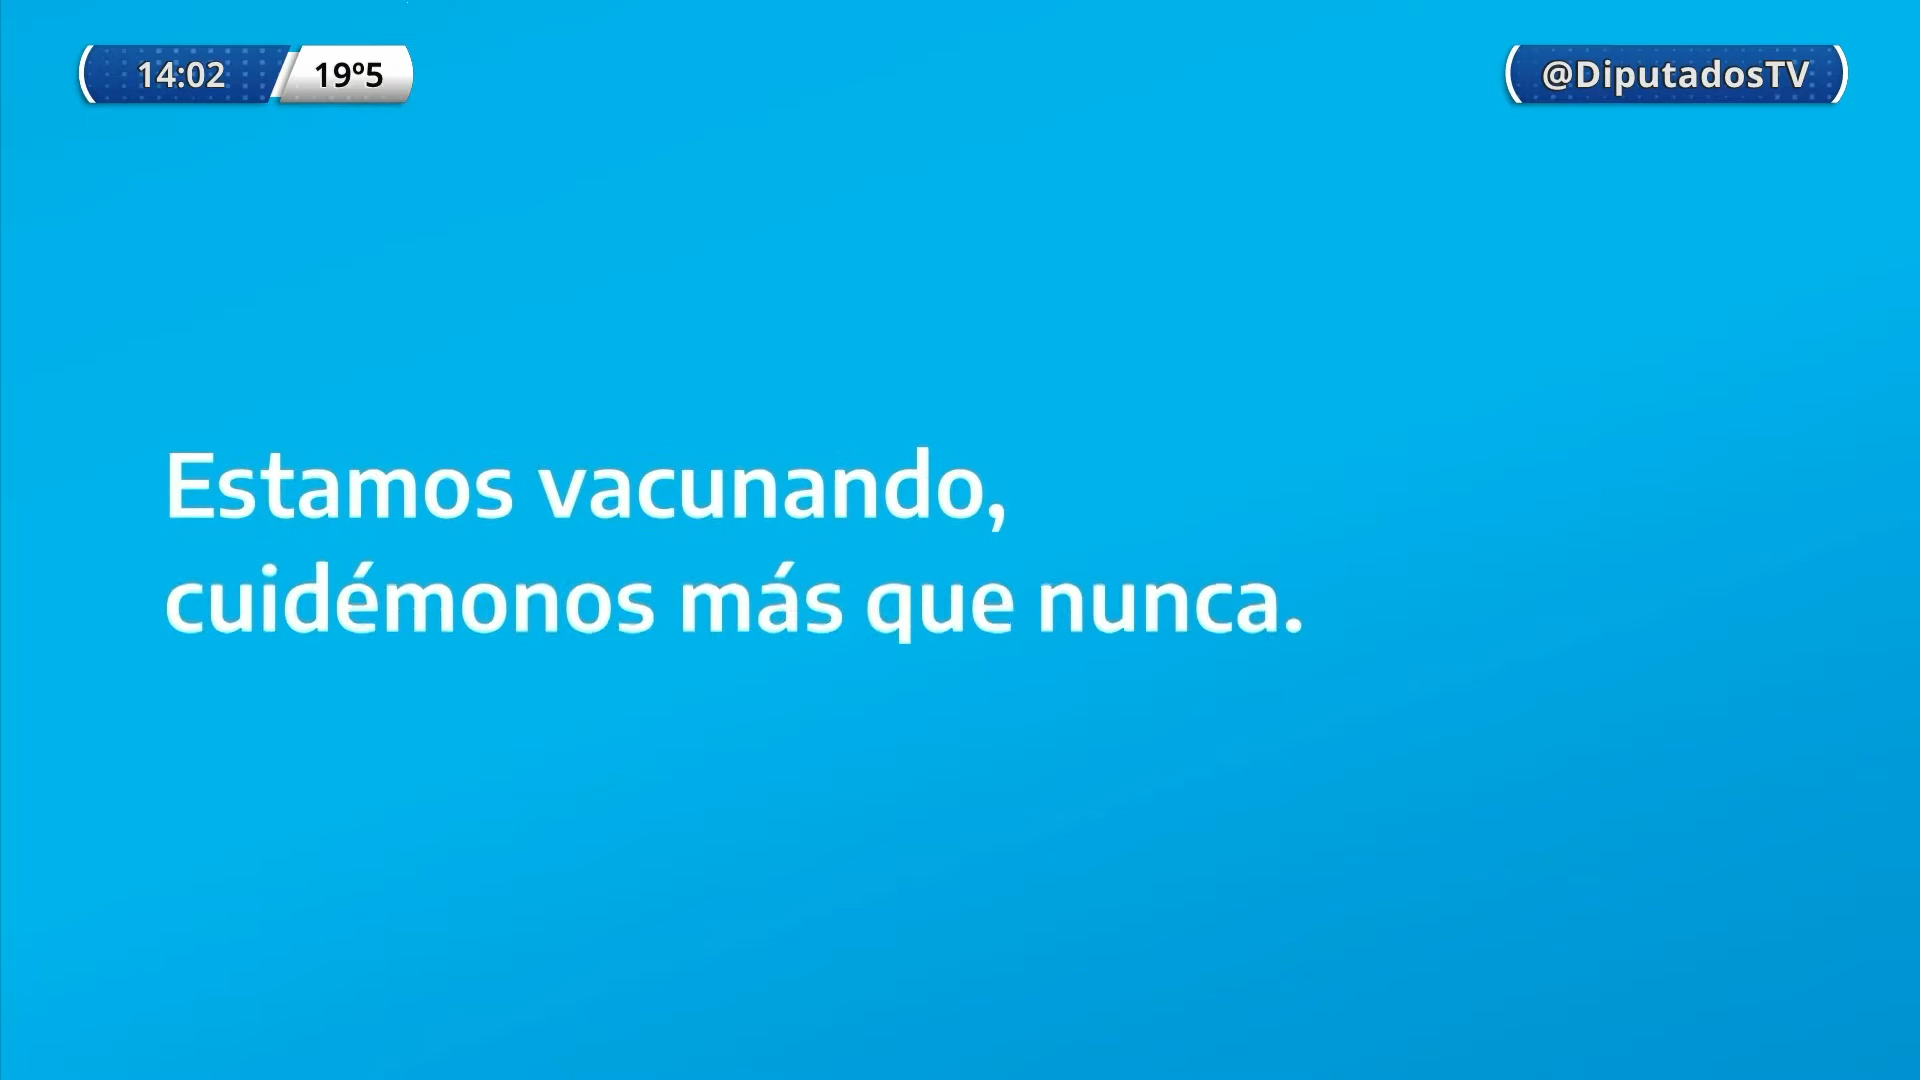 14:02 19º5 @DiputadosTV
Estamos vacunando,
cuidémonos más que nunca.